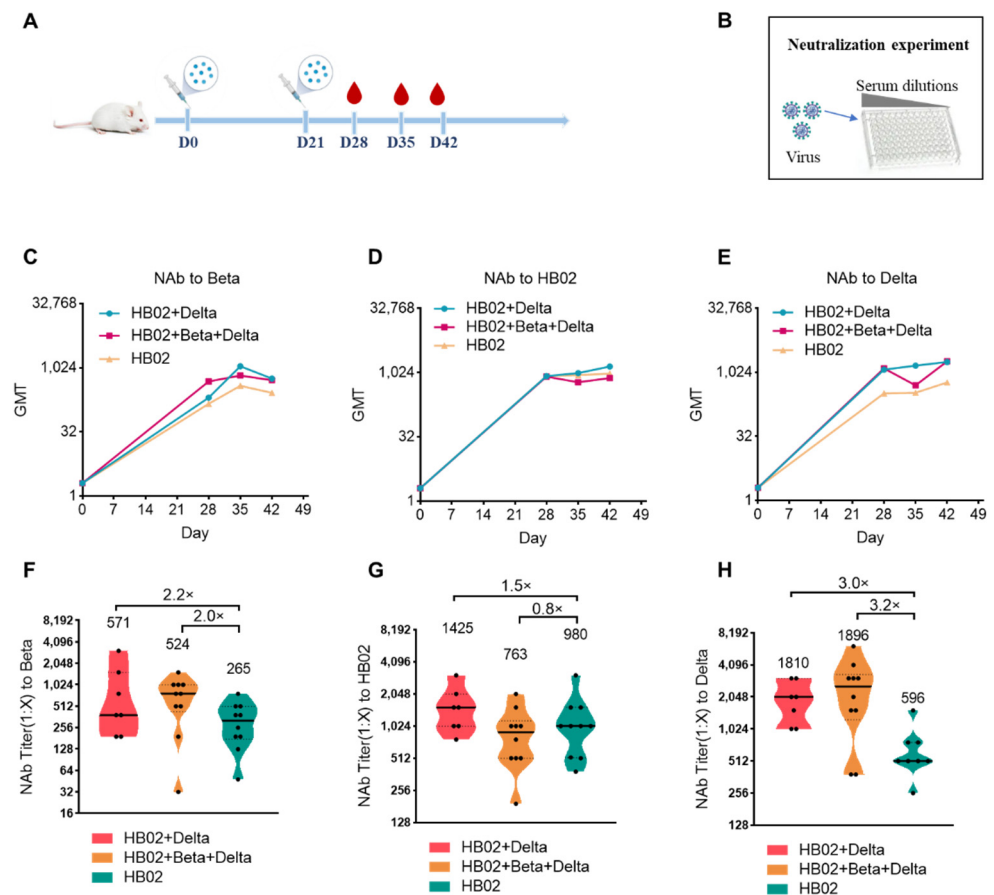 A
D0 D21 D28 D35 D42
B
Neutralization experiment
Serum dilutions
Virus
C
NAb to Beta
32,768
1,024
32
1
GMT
HB02+Delta
HB02+Beta+Delta
HB02
0 7 14 21 28 35 42 49
Day
D
NAb to HB02
32,768
1,024
32
1
GMT
HB02+Delta
HB02+Beta+Delta
HB02
0 7 14 21 28 35 42 49
Day
E
NAb to Delta
32,768
1,024
32
1
GMT
HB02+Delta
HB02+Beta+Delta
HB02
0 7 14 21 28 35 42 49
Day
F
2.2×
2.0×
571
524
265
8,192
4,096
2,048
1,024
512
256
128
64
32
16
NAb Titer(1:X) to Beta
HB02+Delta
HB02+Beta+Delta
HB02
G
1.5×
0.8×
1425
763
980
8,192
4,096
2,048
1,024
512
256
128
NAb Titer(1:X) to HB02
HB02+Delta
HB02+Beta+Delta
HB02
H
3.0×
3.2×
1810
1896
596
8,192
4,096
2,048
1,024
512
256
128
NAb Titer(1:X) to Delta
HB02+Delta
HB02+Beta+Delta
HB02